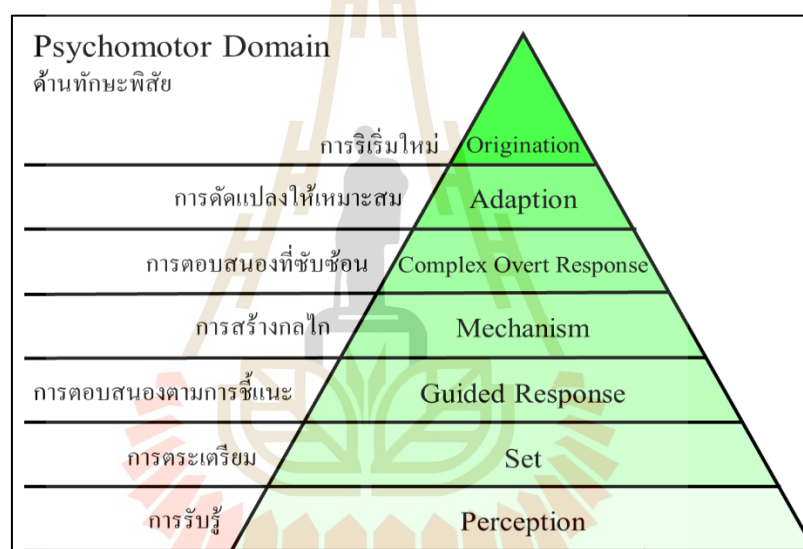 Psychomotor Domain
ด้านทักษะพิสัย
การริเริ่มใหม่ Origination
การดัดแปลงให้เหมาะสม Adaption
การตอบสนองที่ซับซ้อน Complex Overt Response
การสร้างกลไก Mechanism
การตอบสนองตามการชี้แนะ Guided Response
การตระเตรียม Set
การรับรู้ Perception